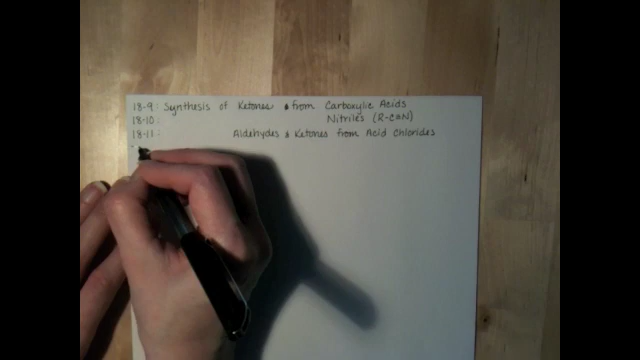 18-9: Synthesis of Ketones from Carboxylic Acids
18-10: Nitriles (R-C≡N)
18-11: Aldehydes & Ketones from Acid Chlorides